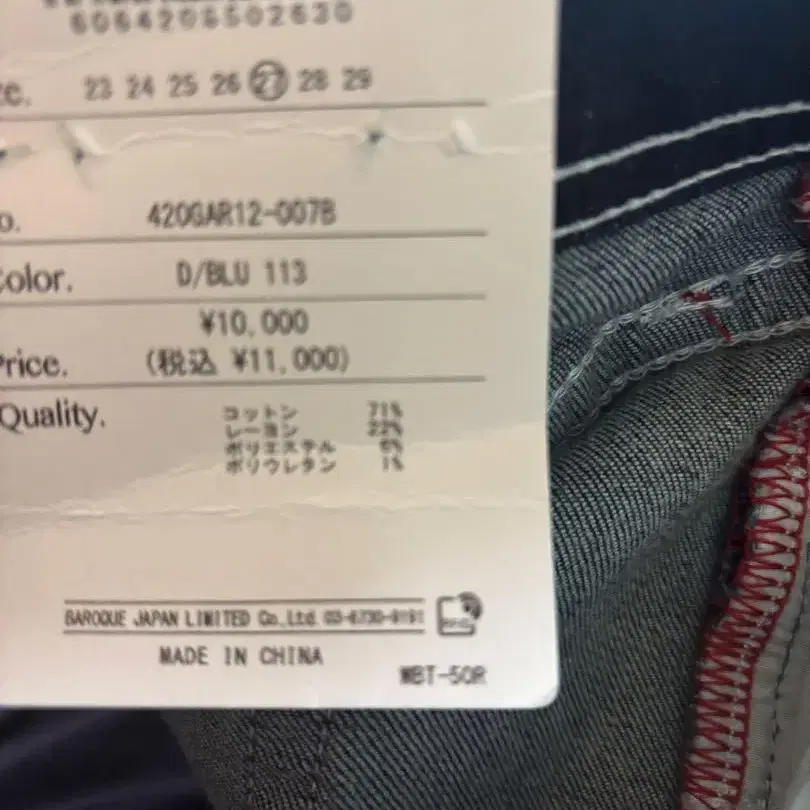 ze. 23 24 25 26 27 28 29
o. 420GAR12-007B
Color. D/BLU 113
¥10,000
Price. (税込 ¥11,000)
Quality. コットン 71%
レーヨン 22%
ポリエステル 6%
ポリウレタン 1%
BAROQUE JAPAN LIMITED Co.,Ltd. 03-6730-9191
MADE IN CHINA
WBT-50R